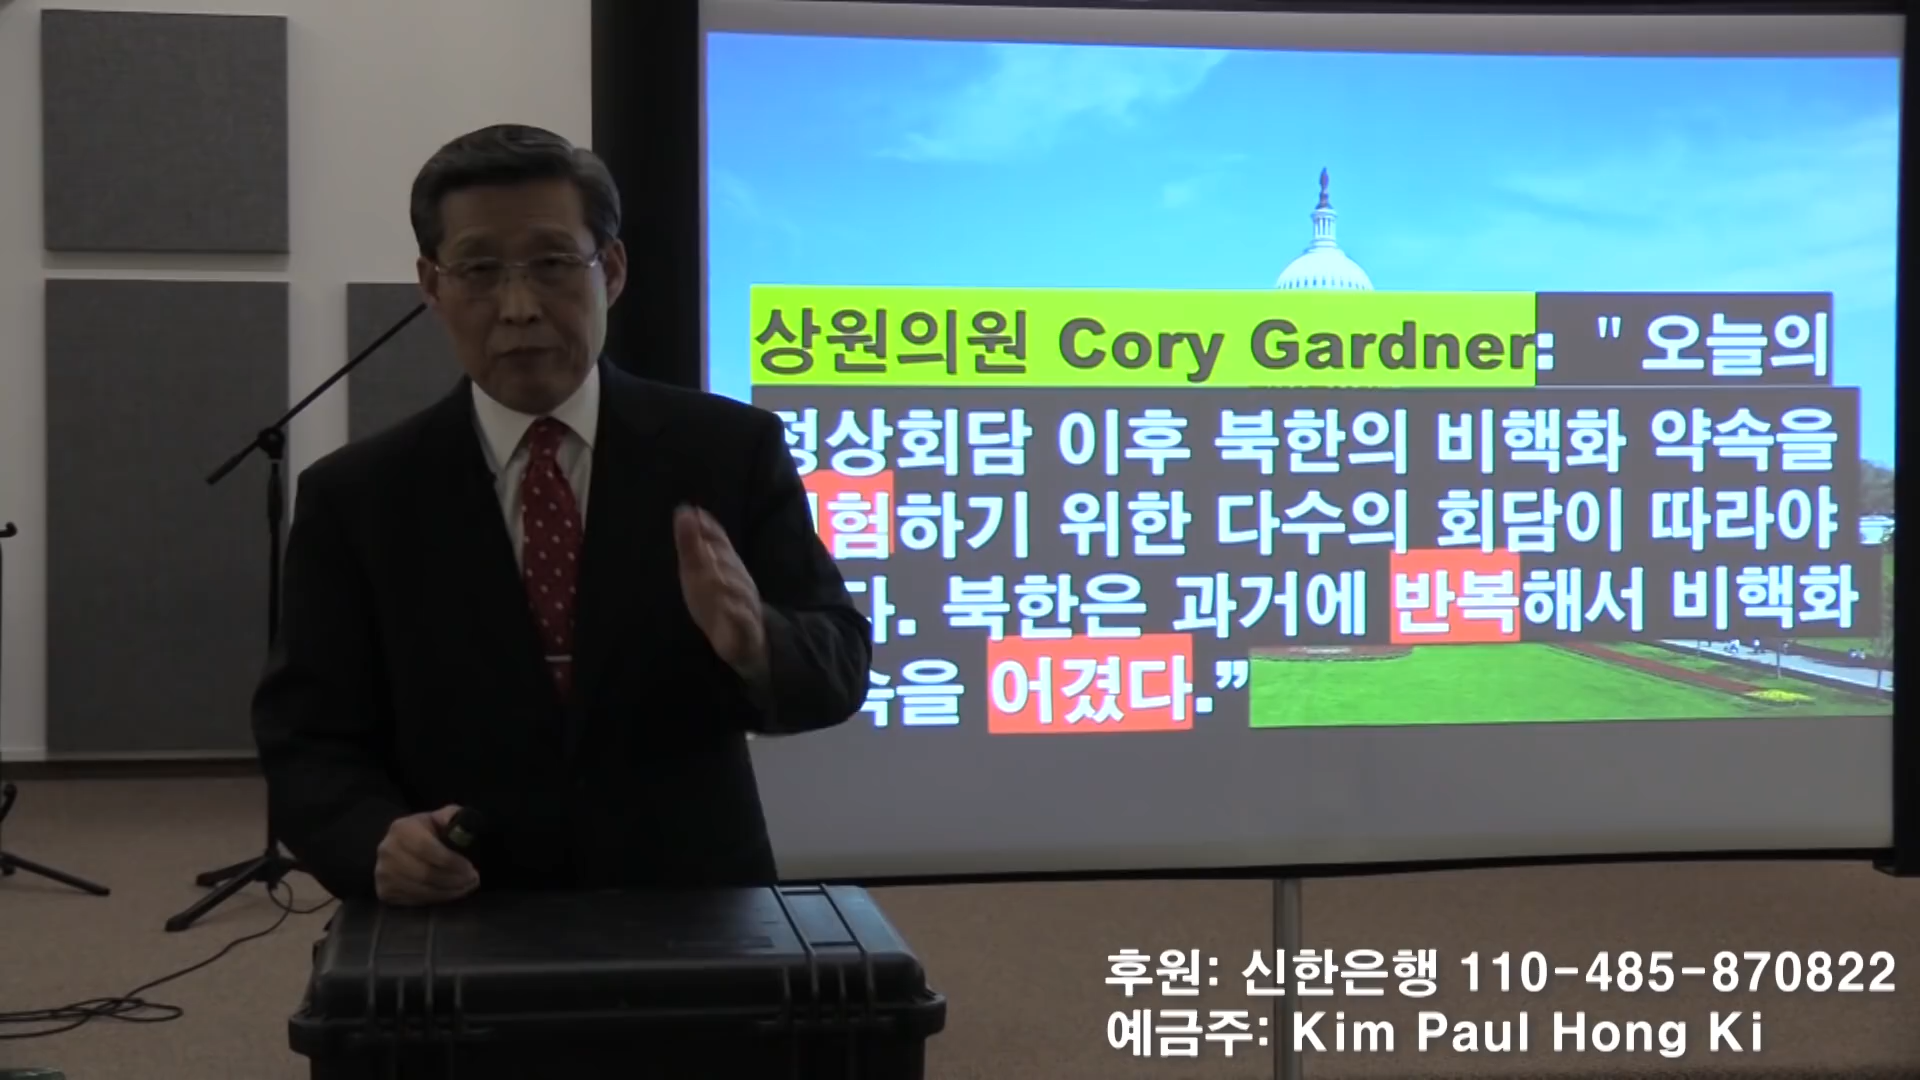 상원의원 Cory Gardner: "오늘의
정상회담 이후 북한의 비핵화 약속을
험하기 위한 다수의 회담이 따라야
다. 북한은 과거에 반복해서 비핵화
속을 어겼다.”
후원: 신한은행 110-485-870822
예금주: Kim Paul Hong Ki